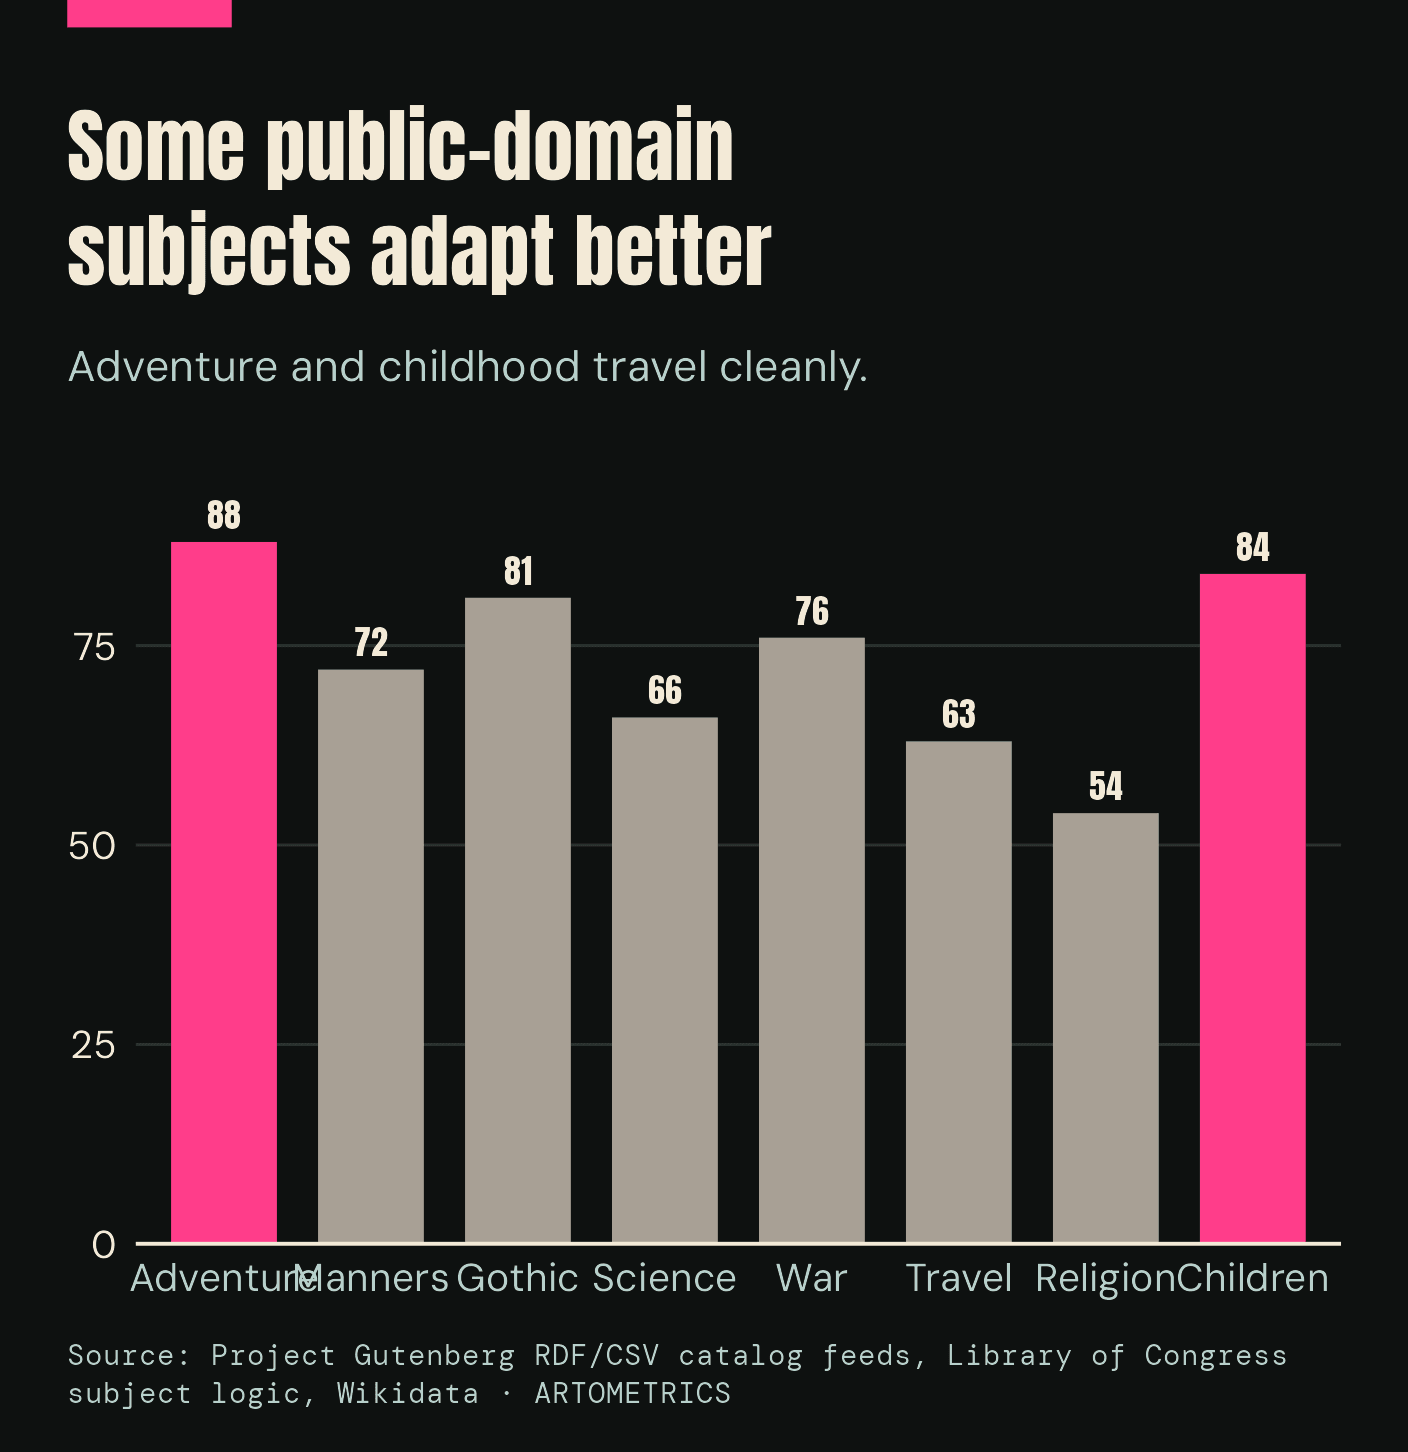 Some public-domain
subjects adapt better
Adventure and childhood travel cleanly.
88
81
84
76
72
66
63
54
75
50
25
0
Adventure Manners Gothic Science War Travel Religion Children
Source: Project Gutenberg RDF/CSV catalog feeds, Library of Congress
subject logic, Wikidata · ARTOMETRICS